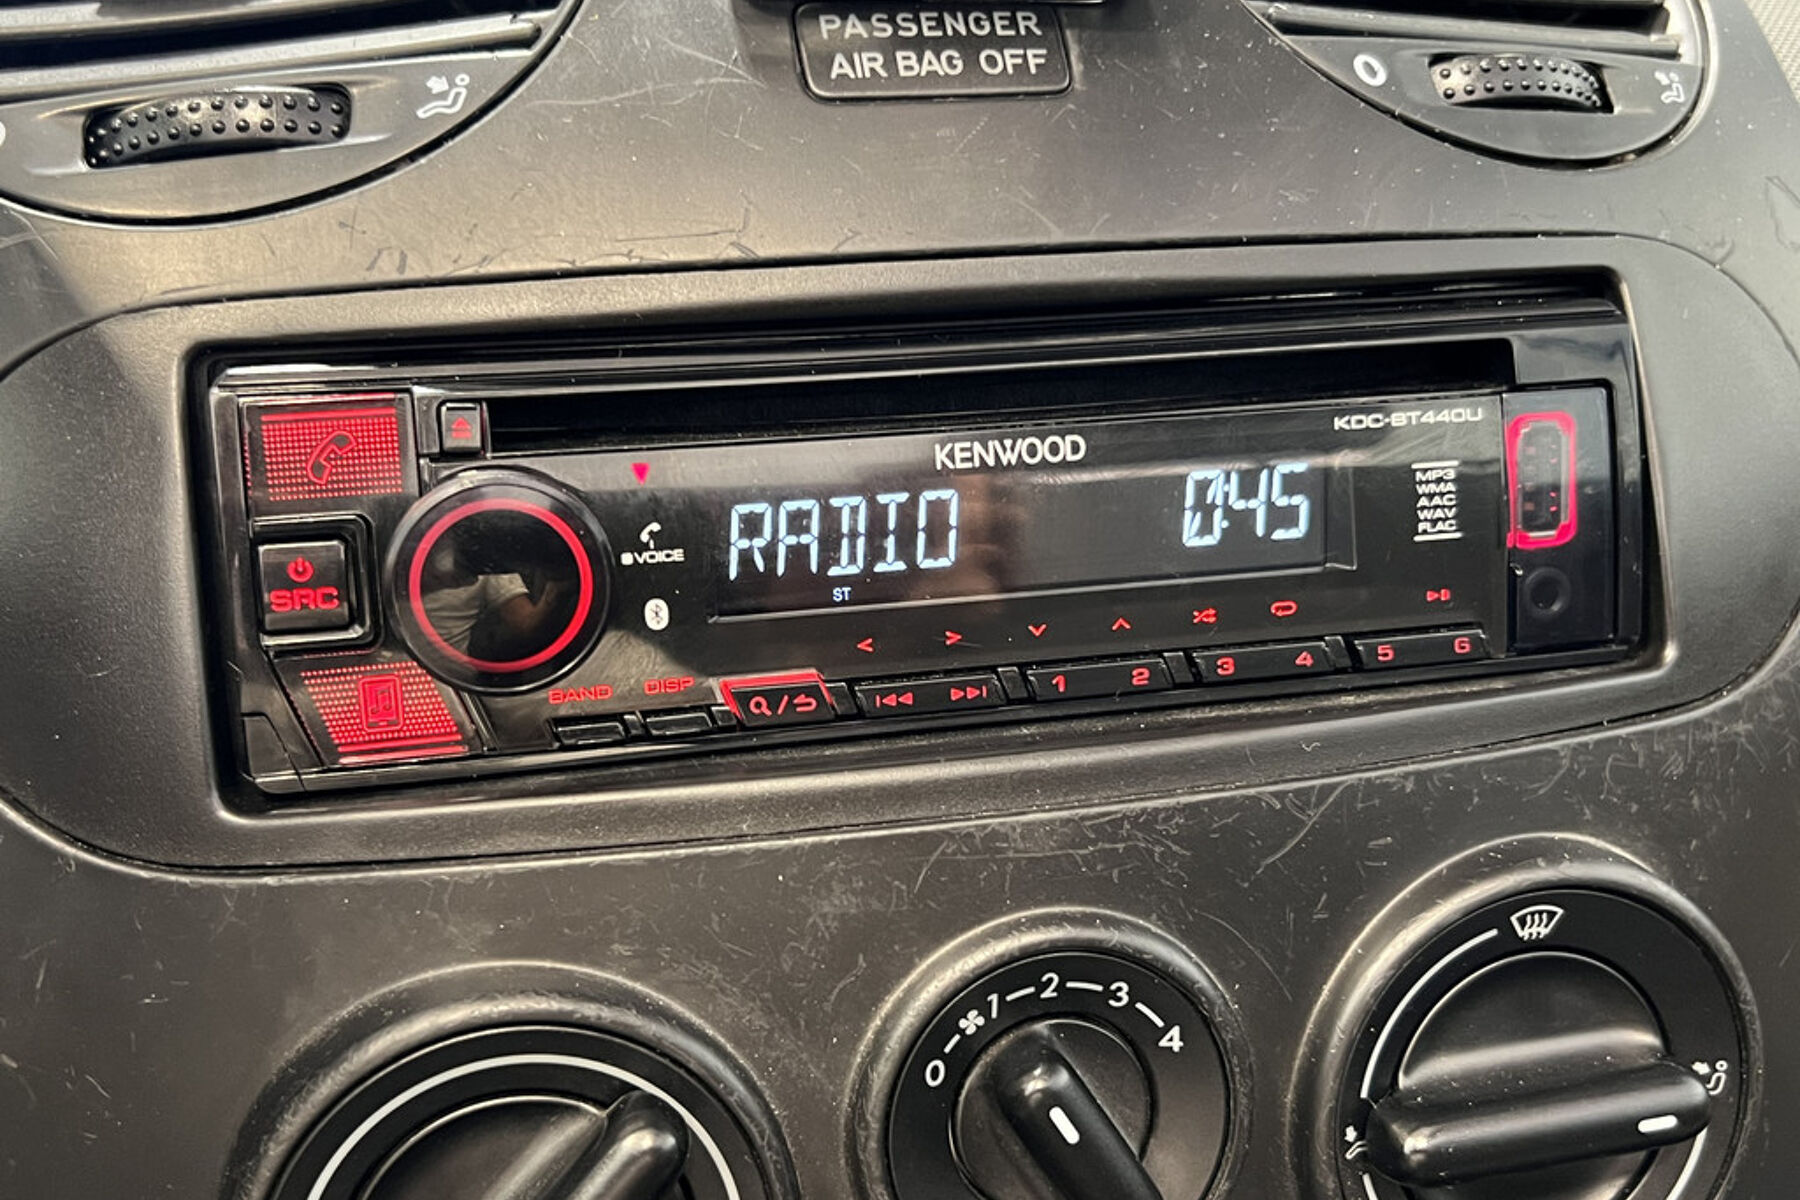 PASSENGER
AIR BAG OFF
0
KDC-BT440U
KENWOOD
RADIO 0:45
ST
VOICE
MP3
WMA
AAC
WAV
FLAC
SRC
BAND DISP
1 2 3 4 5 6
0 1 2 3 4